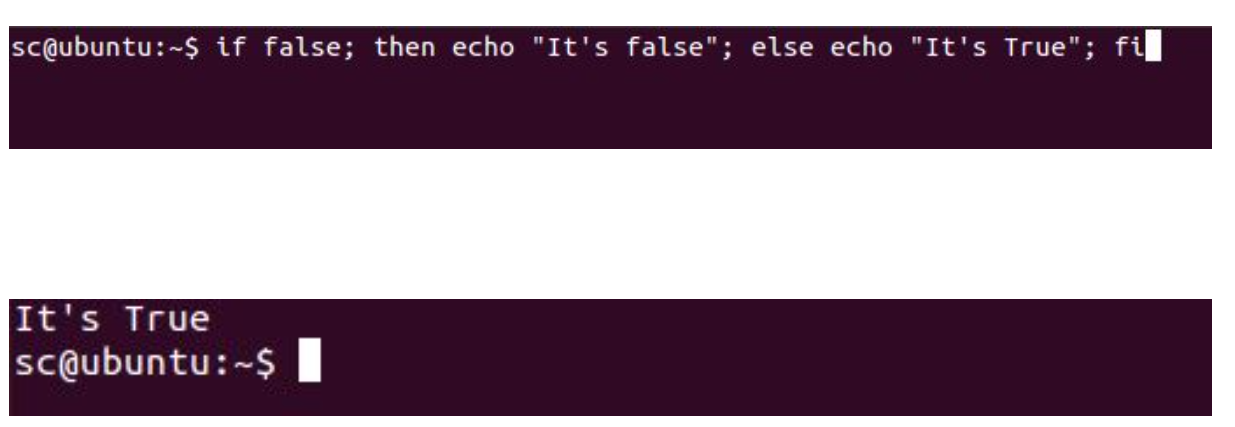 sc@ubuntu:~$ if false; then echo "It's false"; else echo "It's True"; fi
It's True
sc@ubuntu:~$